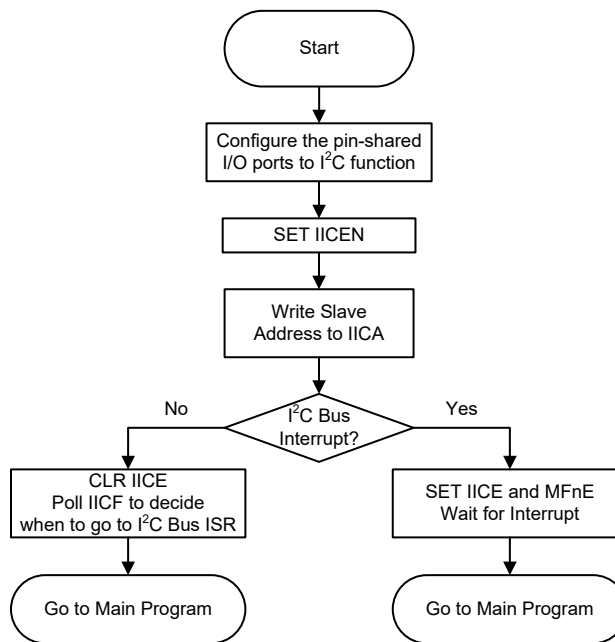 Start
Configure the pin-shared
I/O ports to I²C function
SET IICEN
Write Slave
Address to IICA
I²C Bus
Interrupt?
No
Yes
CLR IICE
Poll IICF to decide
when to go to I²C Bus ISR
SET IICE and MFnE
Wait for Interrupt
Go to Main Program
Go to Main Program